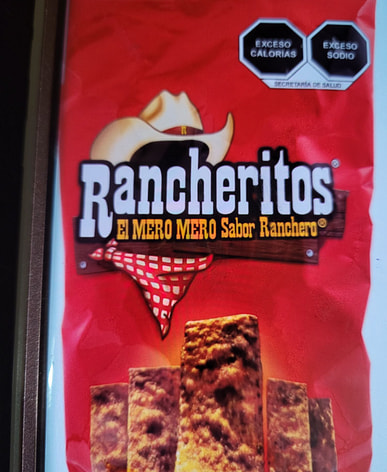 EXCESO
CALORÍAS
EXCESO
SODIO
SECRETARÍA DE SALUD
R
Rancheritos®
El MERO MERO Sabor Ranchero®